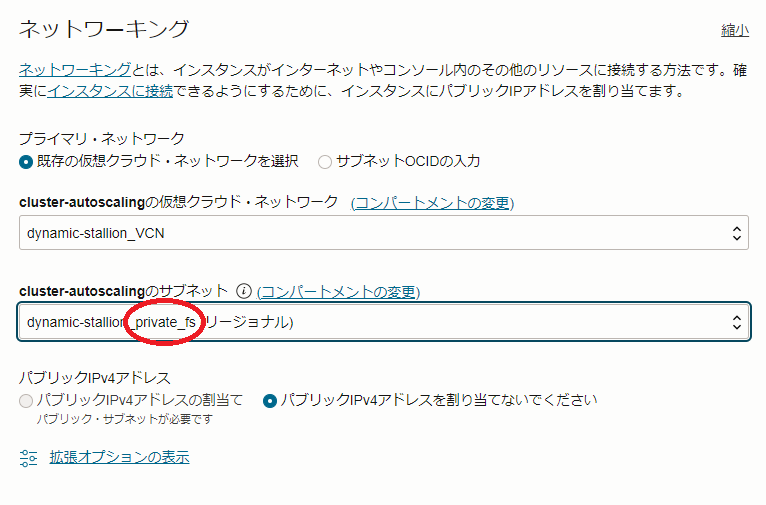 ネットワーキング
縮小
ネットワーキングとは、インスタンスがインターネットやコンソール内のその他のリソースに接続する方法です。確
実にインスタンスに接続できるようにするために、インスタンスにパブリックIPアドレスを割り当てます。
プライマリ・ネットワーク
既存の仮想クラウド・ネットワークを選択 サブネットOCIDの入力
cluster-autoscalingの仮想クラウド・ネットワーク (コンパートメントの変更)
dynamic-stallion_VCN
cluster-autoscalingのサブネット (コンパートメントの変更)
dynamic-stallion_private_fs (リージョナル)
パブリックIPv4アドレス
パブリックIPv4アドレスの割当て パブリックIPv4アドレスを割り当てないでください
パブリック・サブネットが必要です
拡張オプションの表示